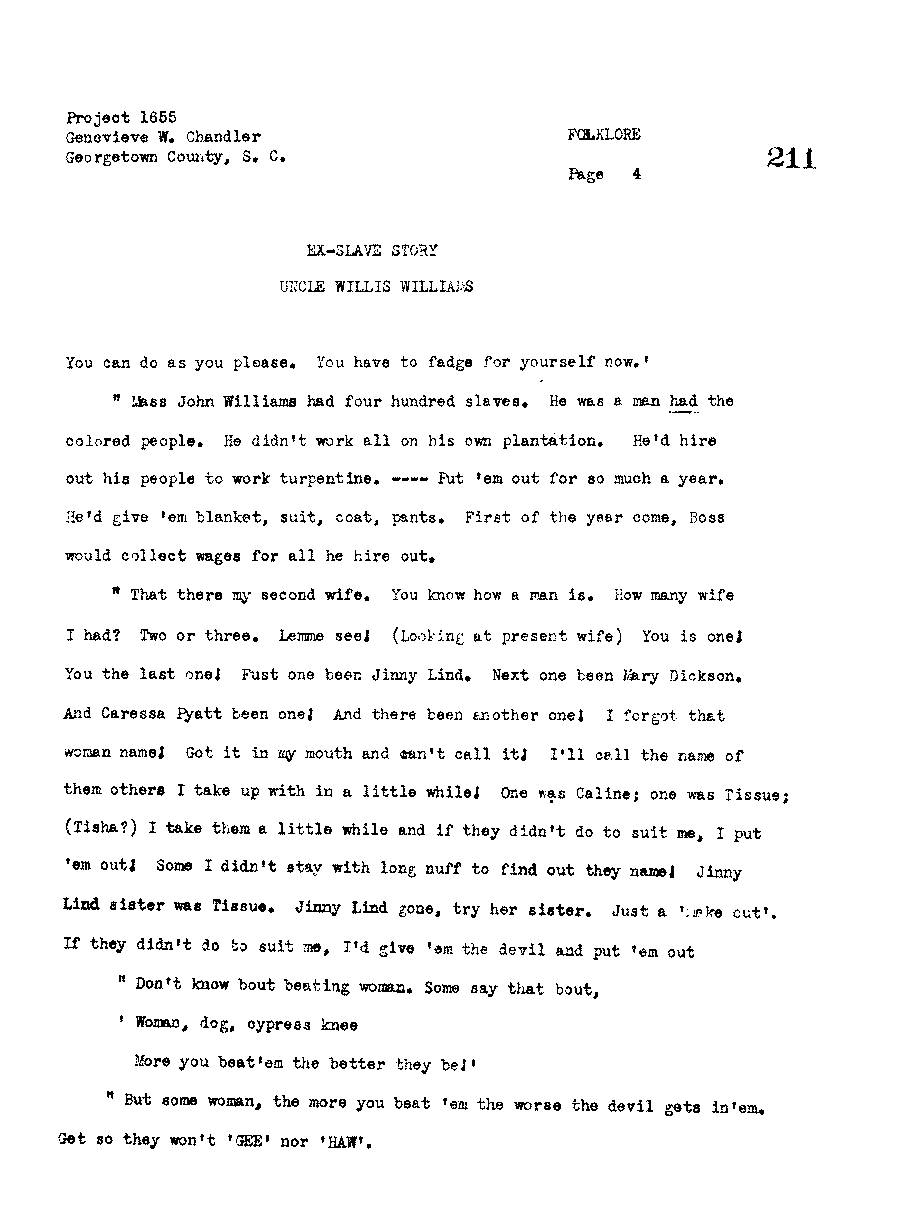 Project 1655
Genevieve W. Chandler
Georgetown County, S. C.
FOLKLORE
Page 4
211
EX-SLAVE STORY
UNCLE WILLIS WILLIAMS
You can do as you please. You have to fadge for yourself now.'
" Mass John Williams had four hundred slaves. He was a man had the
colored people. He didn't work all on his own plantation. He'd hire
out his people to work turpentine. ---- Put 'em out for so much a year.
He'd give 'em blanket, suit, coat, pants. First of the year come, Boss
would collect wages for all he hire out.
" That there my second wife. You know how a man is. How many wife
I had? Two or three. Lemme see! (Looking at present wife) You is one!
You the last one! Fust one been Jinny Lind. Next one been Mary Dickson.
And Caressa Pyatt been one! And there been another one! I forgot that
woman name! Got it in my mouth and can't call it! I'll call the name of
them others I take up with in a little while! One was Caline; one was Tissue;
(Tisha?) I take them a little while and if they didn't do to suit me, I put
'em out! Some I didn't stay with long nuff to find out they name! Jinny
Lind sister was Tissue. Jinny Lind gone, try her sister. Just a 'make out'.
If they didn't do to suit me, I'd give 'em the devil and put 'em out
" Don't know bout beating woman. Some say that bout,
' Woman, dog, cypress knee
More you beat'em the better they be!'
" But some woman, the more you beat 'em the worse the devil gets in'em.
Get so they won't 'GEE' nor 'HAW'.